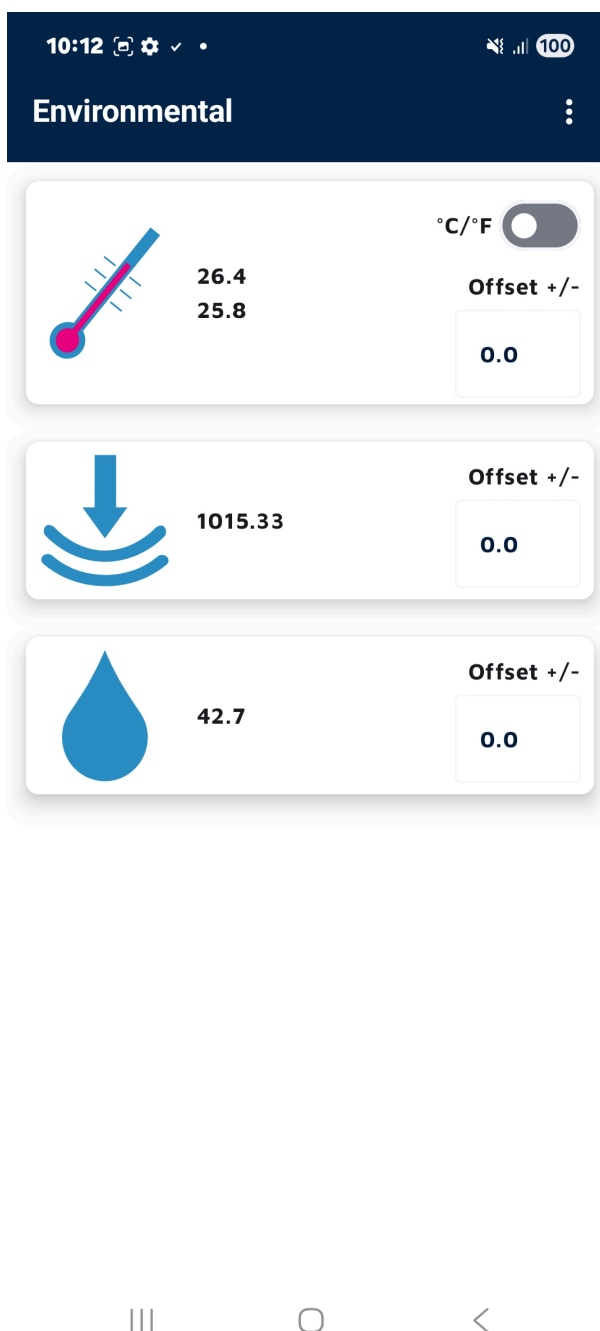 10:12
100
Environmental
°C/°F
26.4
25.8
Offset +/-
0.0
1015.33
Offset +/-
0.0
42.7
Offset +/-
0.0